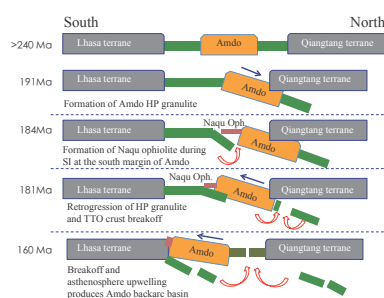 South
North
>240 Ma
Lhasa terrane
Amdo
Qiangtang terrane
191Ma
Lhasa terrane
Amdo
Qiangtang terrane
Formation of Amdo HP granulite
Naqu Oph.
184Ma
Lhasa terrane
Amdo
Qiangtang terrane
Formation of Naqu ophiolite during
SI at the south margin of Amdo
Naqu Oph.
181Ma
Lhasa terrane
Amdo
Qiangtang terrane
Retrogression of HP granulite
and TTO crust breakoff
160 Ma
Lhasa terrane
Amdo
Qiangtang terrane
Breakoff and
asthenosphere upwelling
produces Amdo backarc basin